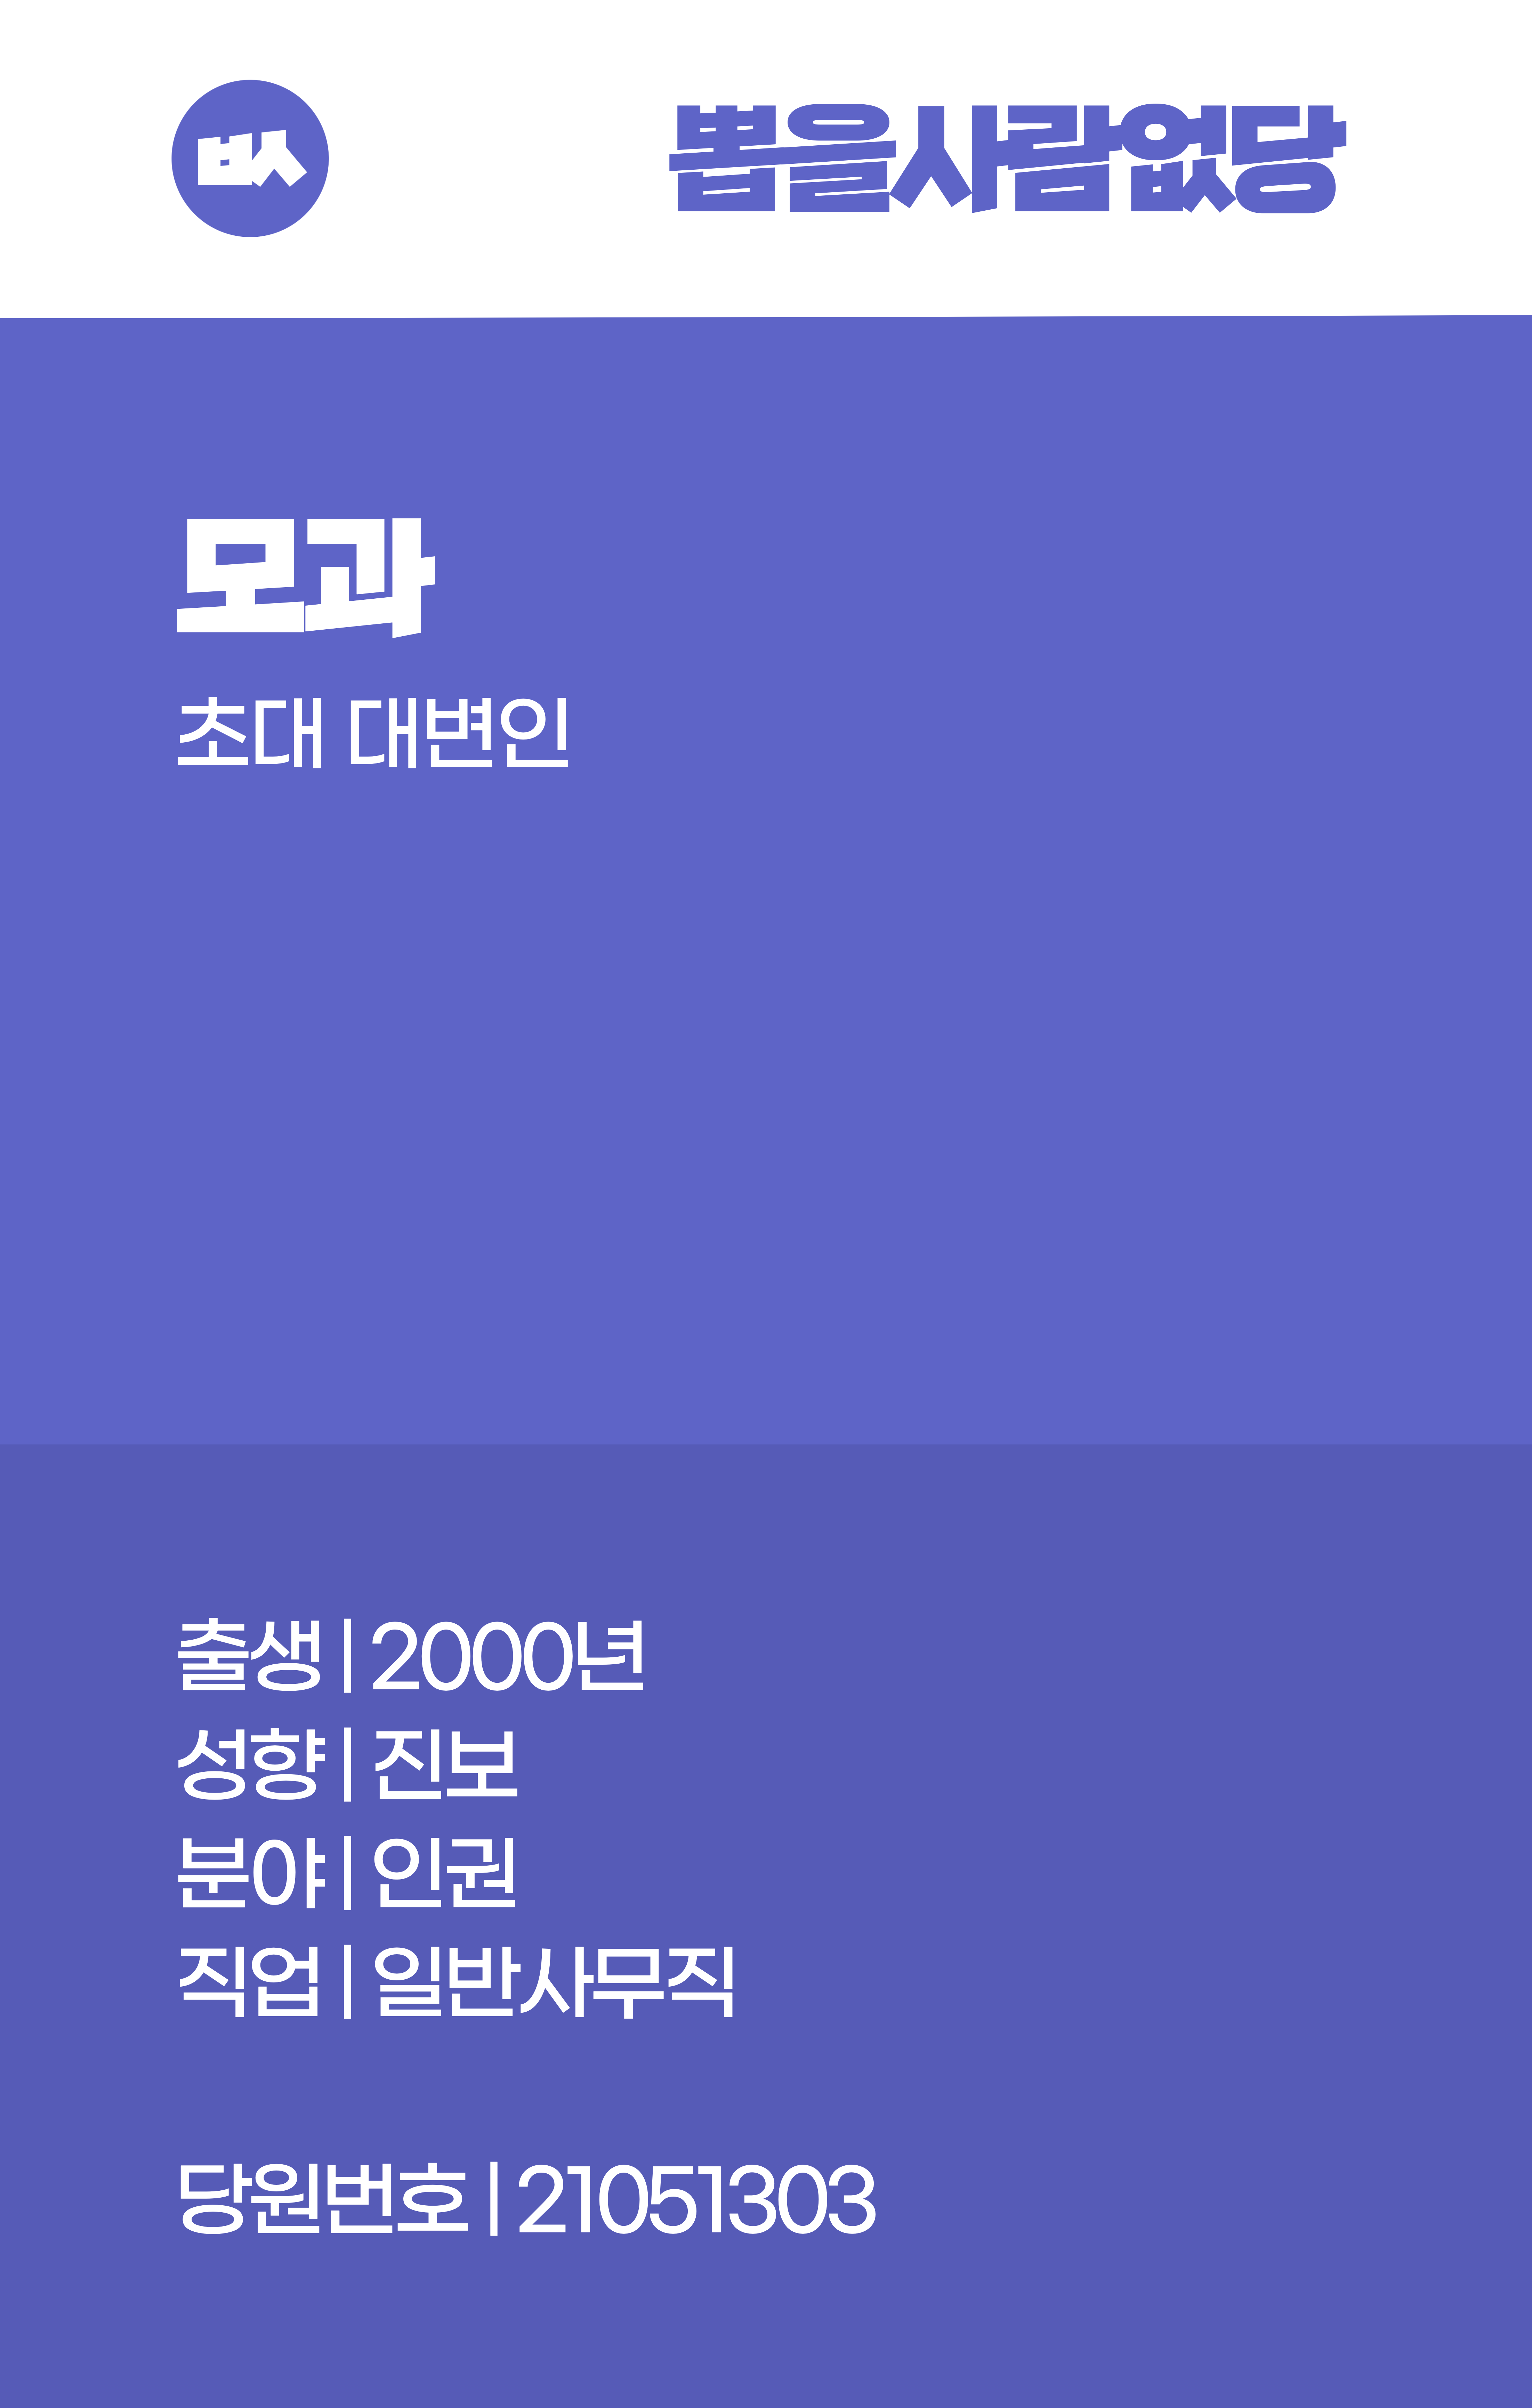 ㅄ 뽑을사람없당
모과
초대 대변인
출생 | 2000년
성향 | 진보
분야 | 인권
직업 | 일반사무직
당원번호 | 21051303